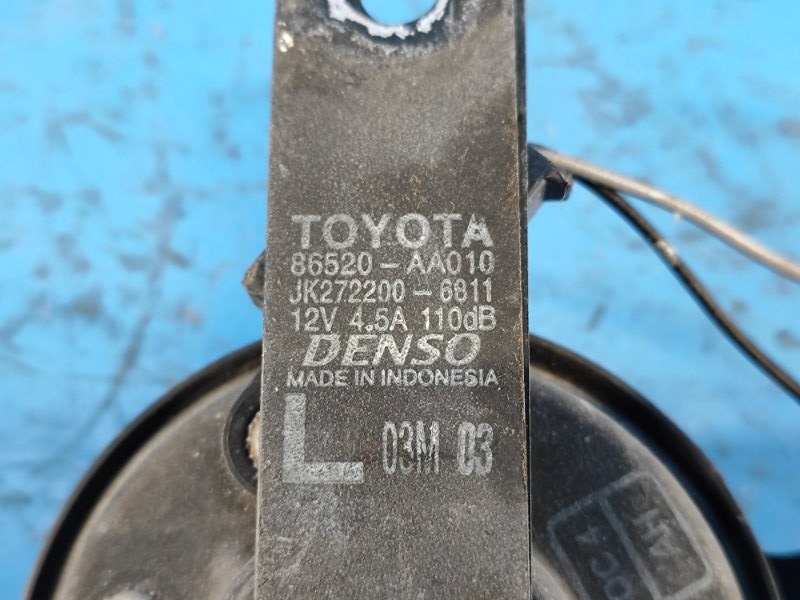 TOYOTA
86520-AA010
JK272200-6811
12V 4.5A 110dB
DENSO
MADE IN INDONESIA
L 03M 03